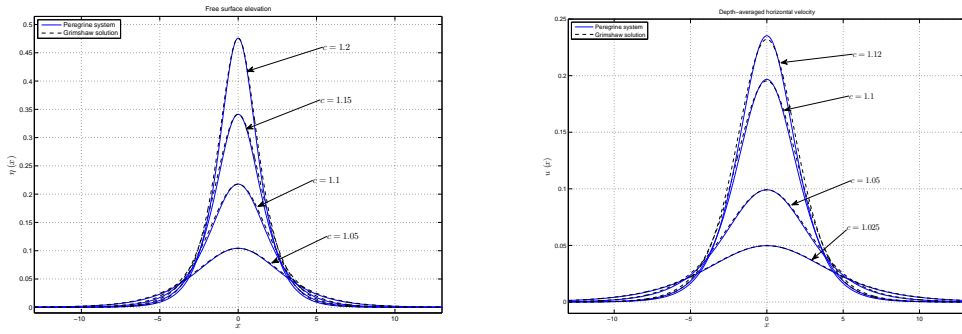 Free surface elevation
Peregrine system
Grimshaw solution
0.5
0.45
0.4
0.35
0.3
0.25
0.2
0.15
0.1
0.05
0
η (x)
c = 1.2
c = 1.15
c = 1.1
c = 1.05
−10
−5
0
5
10
x
Depth−averaged horizontal velocity
Peregrine system
Grimshaw solution
0.25
0.2
0.15
0.1
0.05
0
u (x)
c = 1.12
c = 1.1
c = 1.05
c = 1.025
−10
−5
0
5
10
x